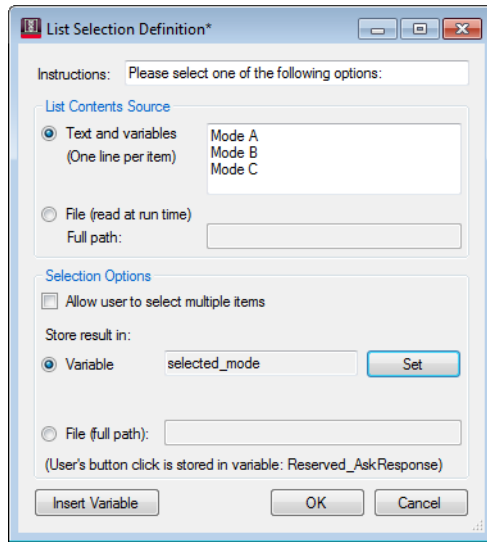 List Selection Definition*
Instructions: Please select one of the following options:
List Contents Source
Text and variables
(One line per item)
Mode A
Mode B
Mode C
File (read at run time)
Full path:
Selection Options
Allow user to select multiple items
Store result in:
Variable selected_mode Set
File (full path):
(User's button click is stored in variable: Reserved_AskResponse)
Insert Variable OK Cancel